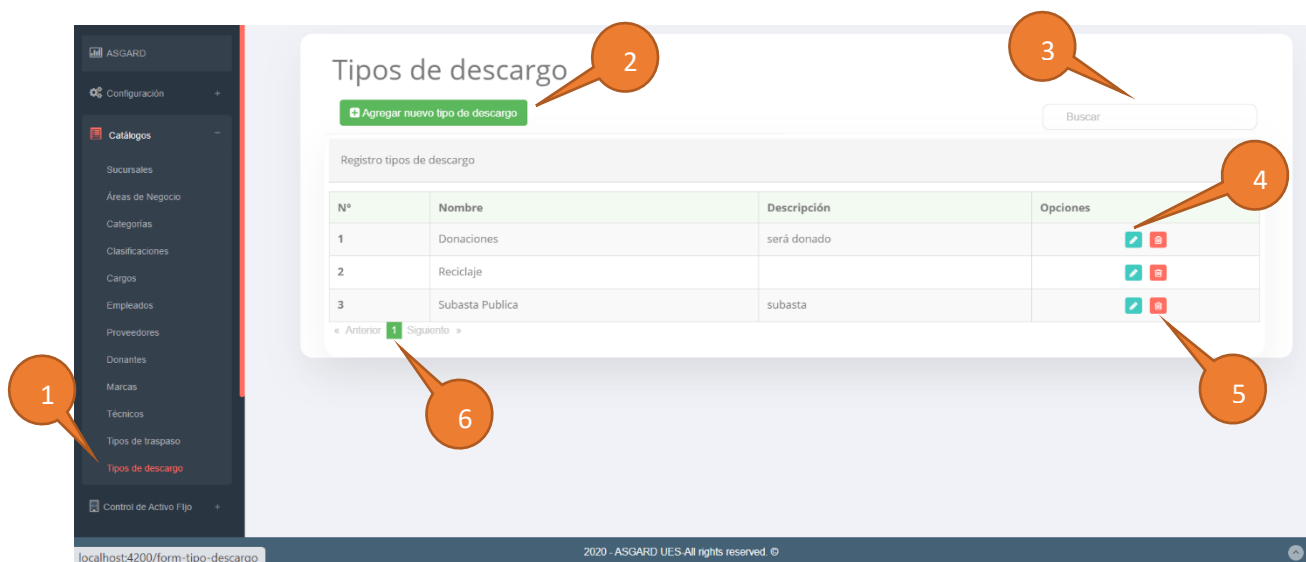 ASGARD
Configuración +
Catálogos −
Sucursales
Áreas de Negocio
Categorías
Clasificaciones
Cargos
Empleados
Proveedores
Donantes
Marcas
Técnicos
Tipos de traspaso
Tipos de descargo
Control de Activo FIjo +
1
Tipos de descargo
2
3
Agregar nuevo tipo de descargo
Buscar
Registro tipos de descargo
4
N° Nombre Descripción Opciones
1 Donaciones será donado
2 Reciclaje
3 Subasta Publica subasta
« Anterior 1 Siguiento »
5
6
2020 - ASGARD UES-All rights reserved. ©
localhost:4200/form-tipo-descargo